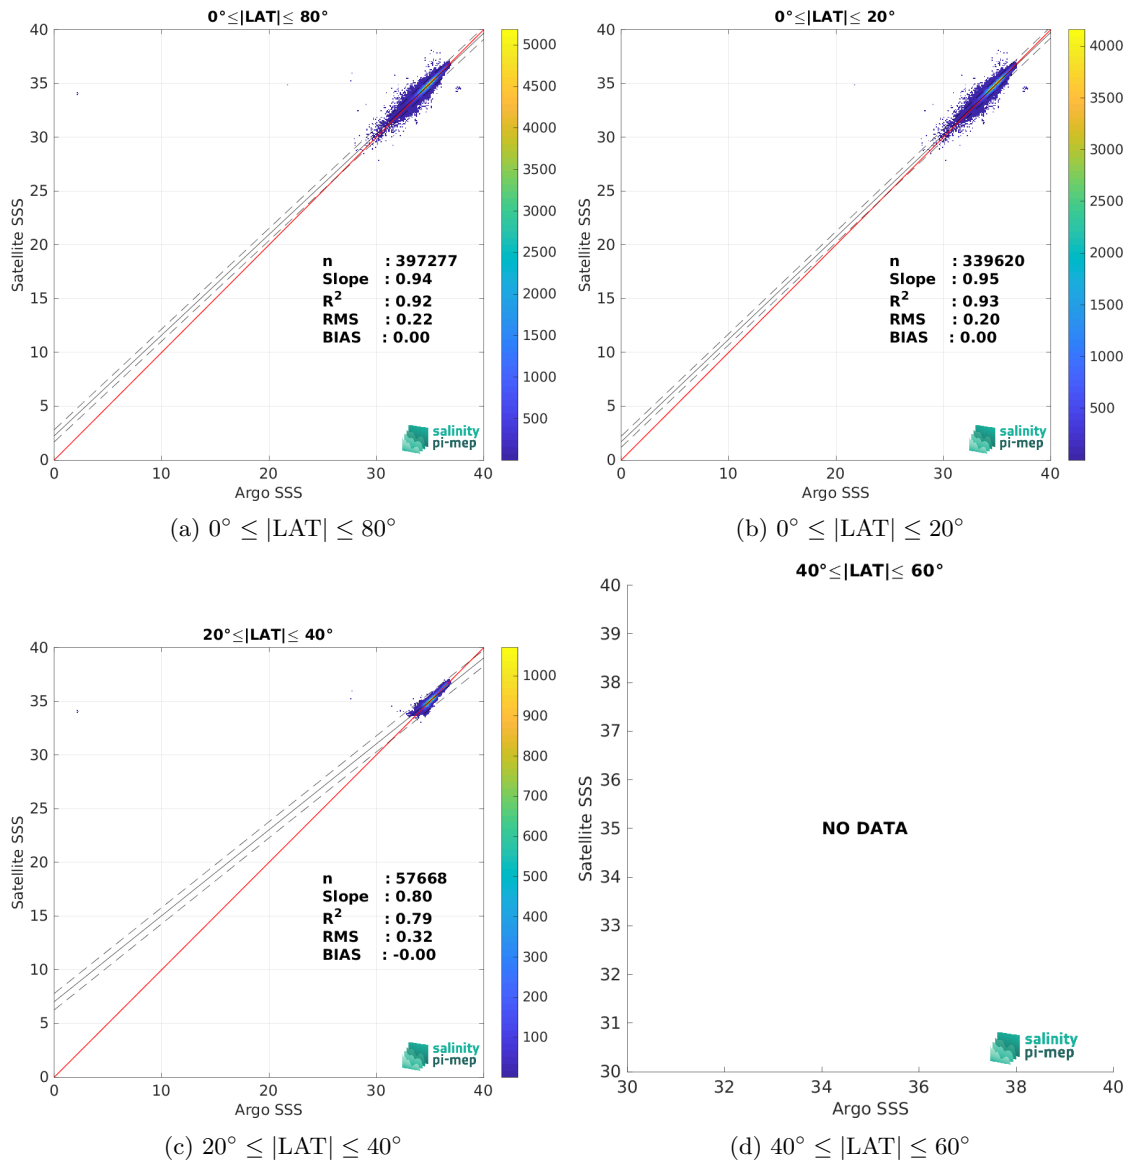 0°≤|LAT|≤ 80°
40
35
30
25
20
15
10
5
0
0
10
20
30
40
Satellite SSS
Argo SSS
n : 397277
Slope : 0.94
R² : 0.92
RMS : 0.22
BIAS : 0.00
salinity
pi-mep
5000
4500
4000
3500
3000
2500
2000
1500
1000
500
(a) 0° ≤ |LAT| ≤ 80°
0°≤|LAT|≤ 20°
40
35
30
25
20
15
10
5
0
0
10
20
30
40
Satellite SSS
Argo SSS
n : 339620
Slope : 0.95
R² : 0.93
RMS : 0.20
BIAS : 0.00
salinity
pi-mep
4000
3500
3000
2500
2000
1500
1000
500
(b) 0° ≤ |LAT| ≤ 20°
20°≤|LAT|≤ 40°
40
35
30
25
20
15
10
5
0
0
10
20
30
40
Satellite SSS
Argo SSS
n : 57668
Slope : 0.80
R² : 0.79
RMS : 0.32
BIAS : -0.00
salinity
pi-mep
1000
900
800
700
600
500
400
300
200
100
(c) 20° ≤ |LAT| ≤ 40°
40°≤|LAT|≤ 60°
40
39
38
37
36
35
34
33
32
31
30
30
32
34
36
38
40
Satellite SSS
Argo SSS
NO DATA
salinity
pi-mep
(d) 40° ≤ |LAT| ≤ 60°